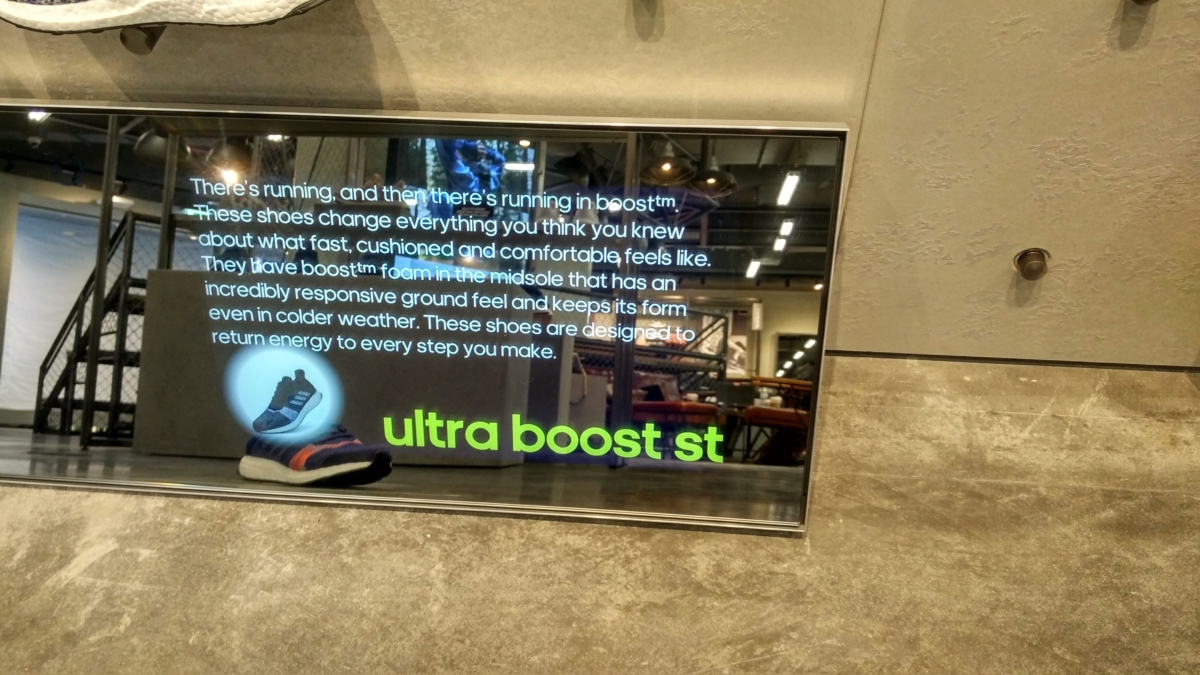 There's running, and then there's running in boost™.
These shoes change everything you think you knew
about what fast, cushioned and comfortable, feels like.
They have boost™ foam in the midsole that has an
incredibly responsive ground feel and keeps its form
even in colder weather. These shoes are designed to
return energy to every step you make.
ultra boost st